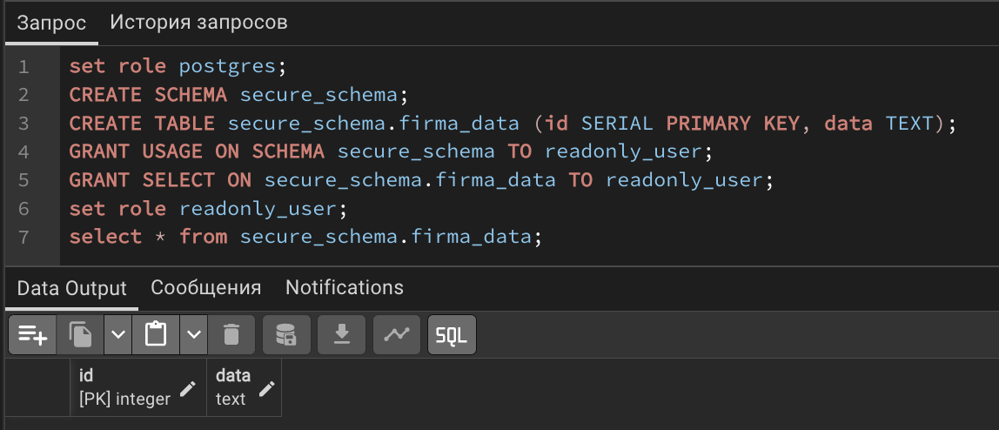 Запрос История запросов
1 set role postgres;
2 CREATE SCHEMA secure_schema;
3 CREATE TABLE secure_schema.firma_data (id SERIAL PRIMARY KEY, data TEXT);
4 GRANT USAGE ON SCHEMA secure_schema TO readonly_user;
5 GRANT SELECT ON secure_schema.firma_data TO readonly_user;
6 set role readonly_user;
7 select * from secure_schema.firma_data;
Data Output Сообщения Notifications
SQL
id data
[PK] integer text